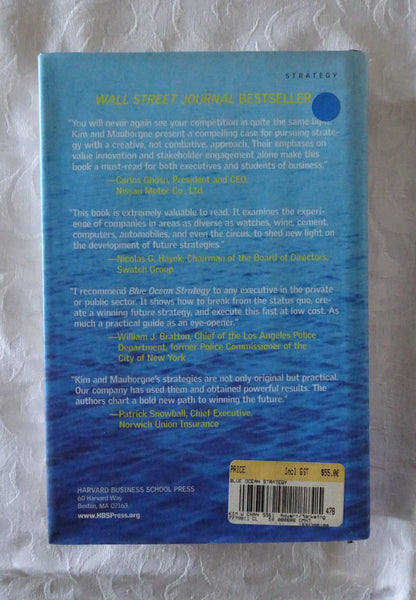 STRATEGY
WALL STREET JOURNAL BESTSELLER
"You will never again see your competition in quite the same light.
Kim and Mauborgne present a compelling case for pursuing strate-
gy with a creative, not combative, approach. Their emphases on
value innovation and stakeholder engagement alone make this
book a must-read for both executives and students of business."
—Carlos Ghosn, President and CEO,
Nissan Motor Co., Ltd.
"This book is extremely valuable to read. It examines the experi-
ence of companies in areas as diverse as watches, wine, cement,
computers, automobiles, and even the circus, to shed new light on
the development of future strategies."
—Nicolas G. Hayek, Chairman of the Board of Directors,
Swatch Group
"I recommend Blue Ocean Strategy to any executive in the private
or public sector. It shows how to break from the status quo, cre-
ate a winning future strategy, and execute this fast at low cost. As
much a practical guide as an eye-opener."
—William J. Bratton, Chief of the Los Angeles Police
Department, former Police Commissioner of the
City of New York
"Kim and Mauborgne's strategies are not only original but practical.
Our company has used them and obtained powerful results. The
authors chart a bold new path to winning the future."
—Patrick Snowball, Chief Executive,
Norwich Union Insurance
PRICE Incl GST $55.00
BLUE OCEAN STRATEGY
478
KIM W CHAN Advert/Marketing
HARVARD BUSINESS SCHOOL PRESS
60 Harvard Way
Boston, MA 02163
www.HBSPress.org